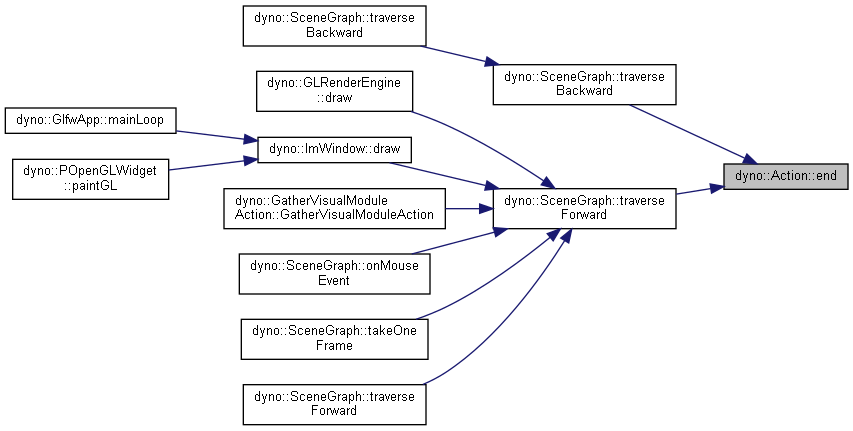 dyno::SceneGraph::traverse
Backward
dyno::SceneGraph::traverse
Backward
dyno::GLRenderEngine
::draw
dyno::GlfwApp::mainLoop
dyno::ImWindow::draw
dyno::POpenGLWidget
::paintGL
dyno::Action::end
dyno::GatherVisualModule
Action::GatherVisualModuleAction
dyno::SceneGraph::traverse
Forward
dyno::SceneGraph::onMouse
Event
dyno::SceneGraph::takeOne
Frame
dyno::SceneGraph::traverse
Forward